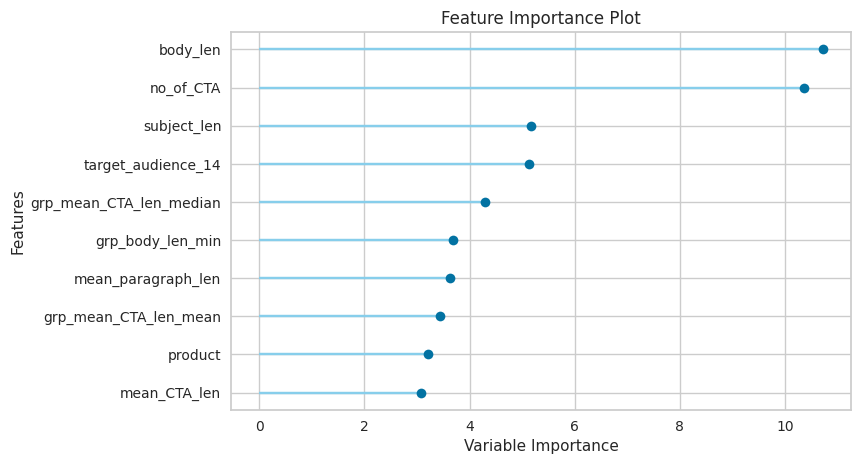 Feature Importance Plot
body_len
no_of_CTA
subject_len
target_audience_14
grp_mean_CTA_len_median
grp_body_len_min
mean_paragraph_len
grp_mean_CTA_len_mean
product
mean_CTA_len
Features
0 2 4 6 8 10
Variable Importance